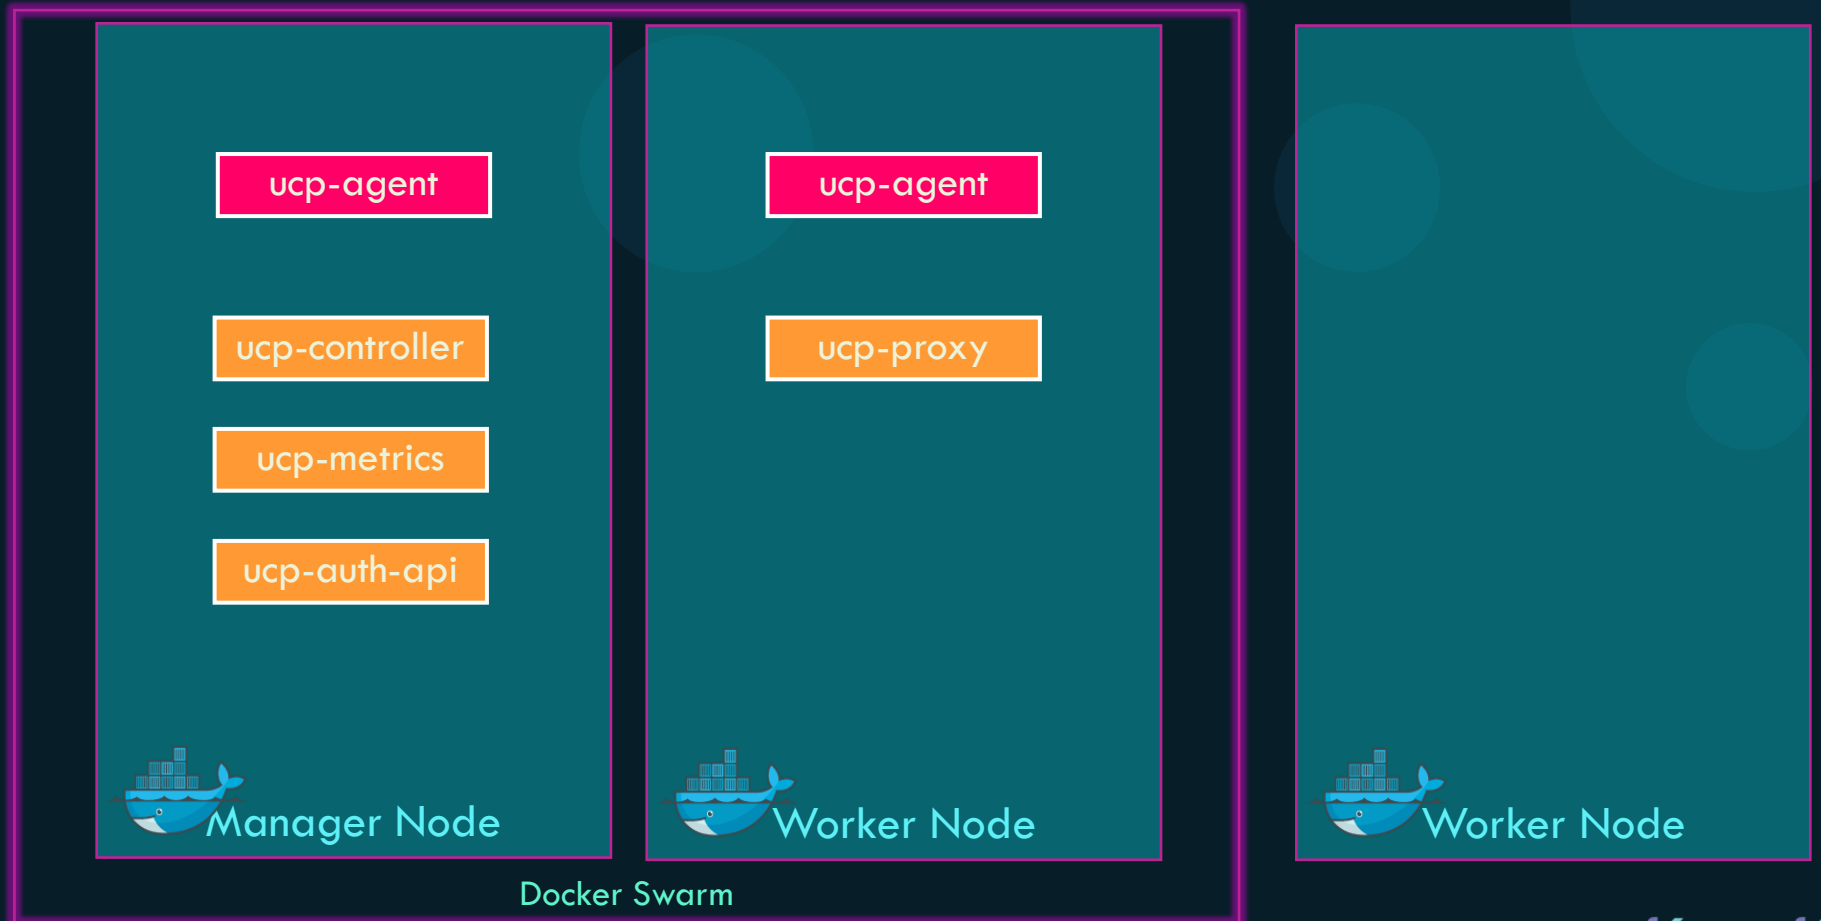 ucp-agent
ucp-controller
ucp-metrics
ucp-auth-api
Manager Node
ucp-agent
ucp-proxy
Worker Node
Worker Node
Docker Swarm